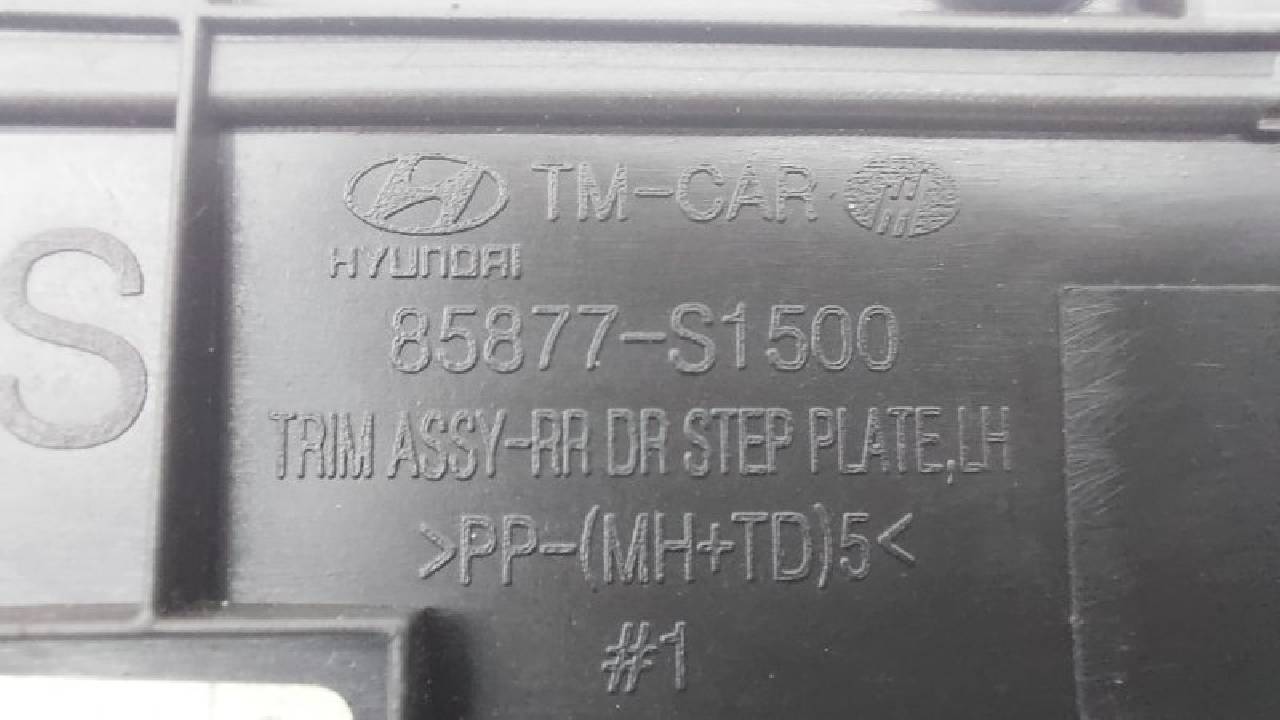 TM-CAR
HYUNDAI
S
85877-S1500
TRIM ASSY-RR DR STEP PLATE,LH
>PP-(MH+TD)5<
#1